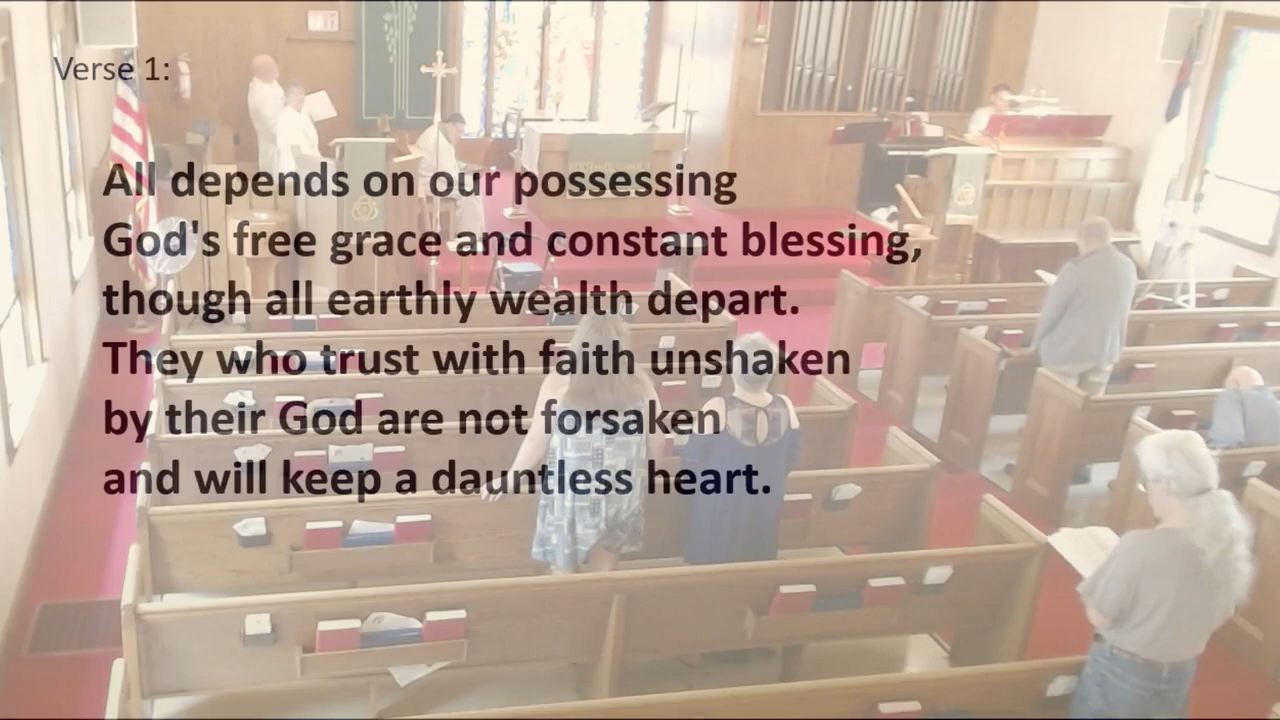 Verse 1:
All depends on our possessing
God's free grace and constant blessing,
though all earthly wealth depart.
They who trust with faith unshaken
by their God are not forsaken
and will keep a dauntless heart.